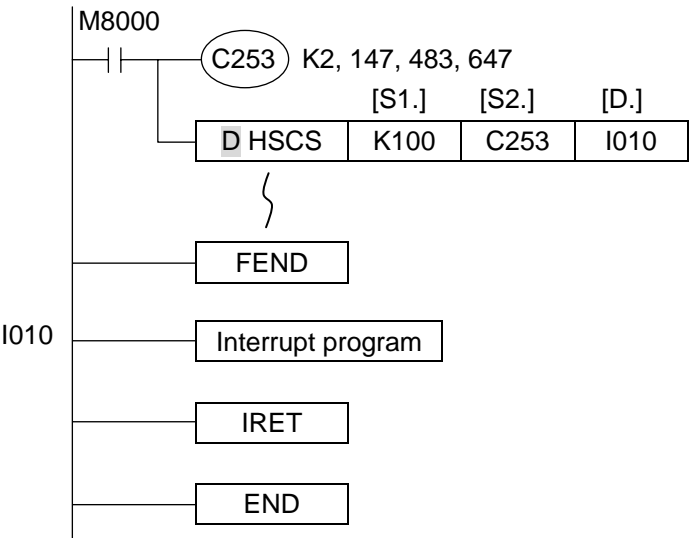 M8000
C253 K2, 147, 483, 647
[S1.] [S2.] [D.]
D HSCS K100 C253 I010
FEND
I010 Interrupt program
IRET
END